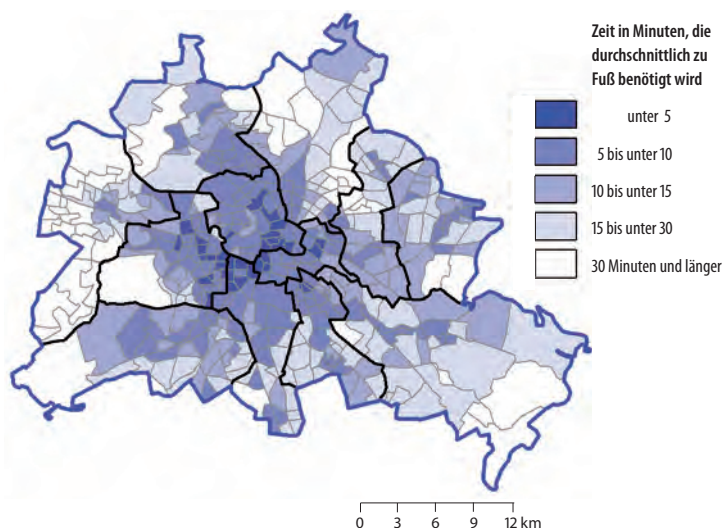 Zeit in Minuten, die
durchschnittlich zu
Fuß benötigt wird
unter 5
5 bis unter 10
10 bis unter 15
15 bis unter 30
30 Minuten und länger
0 3 6 9 12 km